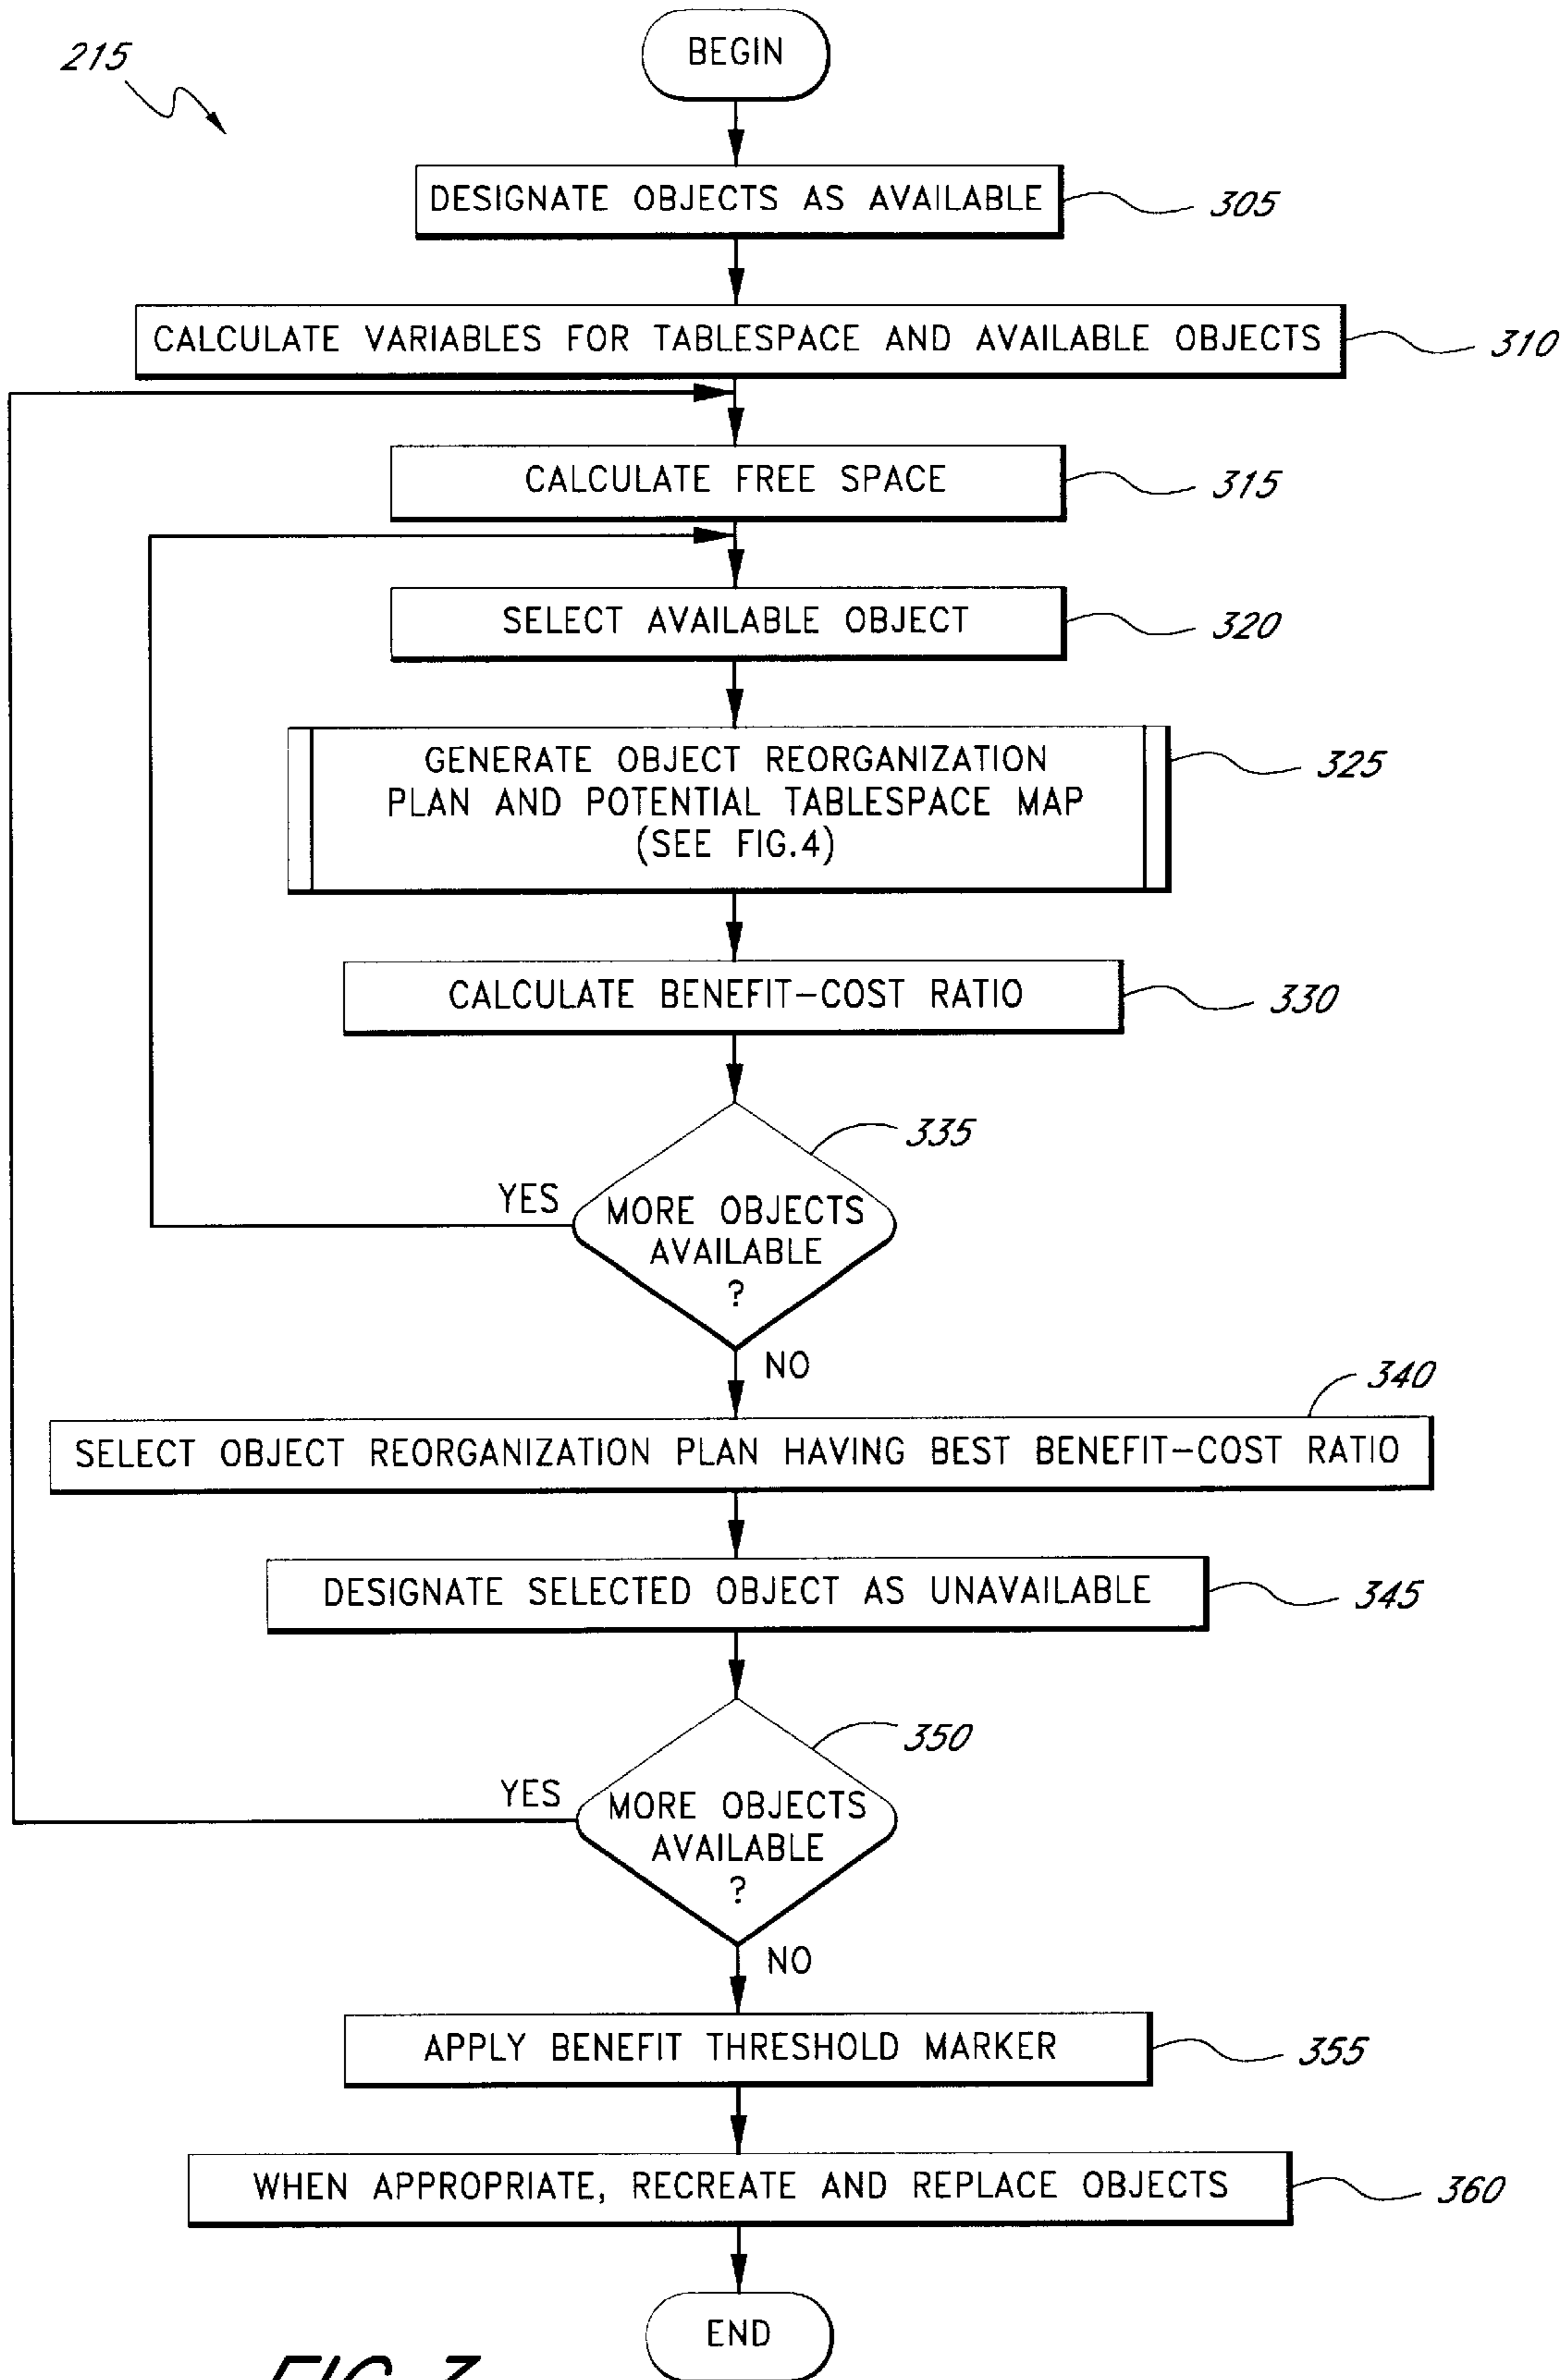 215
BEGIN
DESIGNATE OBJECTS AS AVAILABLE
305
CALCULATE VARIABLES FOR TABLESPACE AND AVAILABLE OBJECTS
310
CALCULATE FREE SPACE
315
SELECT AVAILABLE OBJECT
320
GENERATE OBJECT REORGANIZATION
PLAN AND POTENTIAL TABLESPACE MAP
(SEE FIG.4)
325
CALCULATE BENEFIT-COST RATIO
330
335
YES
MORE OBJECTS
AVAILABLE
?
NO
340
SELECT OBJECT REORGANIZATION PLAN HAVING BEST BENEFIT-COST RATIO
DESIGNATE SELECTED OBJECT AS UNAVAILABLE
345
350
YES
MORE OBJECTS
AVAILABLE
?
NO
APPLY BENEFIT THRESHOLD MARKER
355
WHEN APPROPRIATE, RECREATE AND REPLACE OBJECTS
360
END
FIG. 3